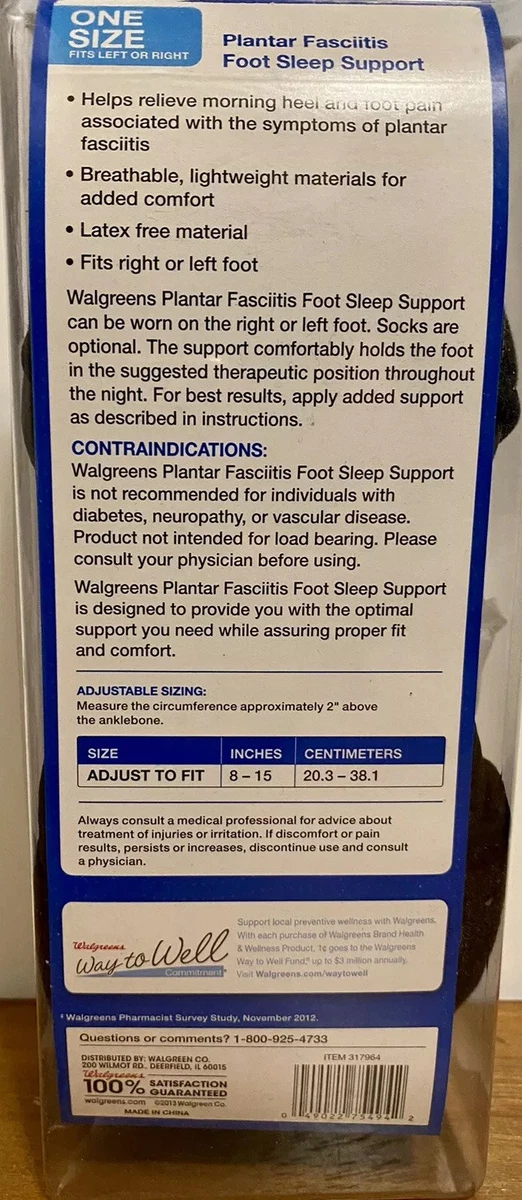 ONE
SIZE
FITS LEFT OR RIGHT
Plantar Fasciitis
Foot Sleep Support
• Helps relieve morning heel and foot pain
associated with the symptoms of plantar
fasciitis
• Breathable, lightweight materials for
added comfort
• Latex free material
• Fits right or left foot
Walgreens Plantar Fasciitis Foot Sleep Support
can be worn on the right or left foot. Socks are
optional. The support comfortably holds the foot
in the suggested therapeutic position throughout
the night. For best results, apply added support
as described in instructions.
CONTRAINDICATIONS:
Walgreens Plantar Fasciitis Foot Sleep Support
is not recommended for individuals with
diabetes, neuropathy, or vascular disease.
Product not intended for load bearing. Please
consult your physician before using.
Walgreens Plantar Fasciitis Foot Sleep Support
is designed to provide you with the optimal
support you need while assuring proper fit
and comfort.
ADJUSTABLE SIZING:
Measure the circumference approximately 2" above
the anklebone.
SIZE INCHES CENTIMETERS
ADJUST TO FIT 8 – 15 20.3 – 38.1
Always consult a medical professional for advice about
treatment of injuries or irritation. If discomfort or pain
results, persists or increases, discontinue use and consult
a physician.
Walgreens
Way to Well
Commitment®
Support local preventive wellness with Walgreens.
With each purchase of Walgreens Brand Health
& Wellness Product, 1¢ goes to the Walgreens
Way to Well Fund,® up to $3 million annually.
Visit Walgreens.com/waytowell
‡ Walgreens Pharmacist Survey Study, November 2012.
Questions or comments? 1-800-925-4733
DISTRIBUTED BY: WALGREEN CO.
200 WILMOT RD., DEERFIELD, IL 60015
Walgreens
100% SATISFACTION
GUARANTEED
walgreens.com ©2013 Walgreen Co.
MADE IN CHINA
ITEM 317964
0 49022 75494 2